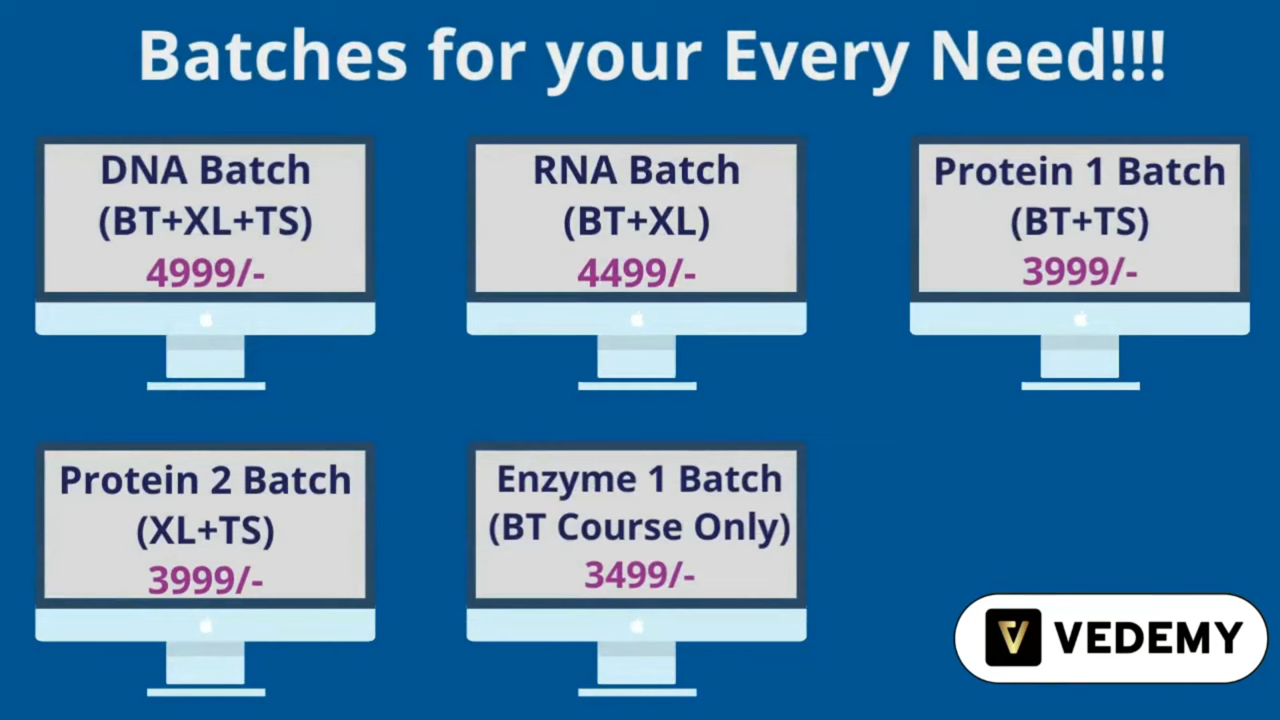 Batches for your Every Need!!!
DNA Batch
(BT+XL+TS)
4999/-
RNA Batch
(BT+XL)
4499/-
Protein 1 Batch
(BT+TS)
3999/-
Protein 2 Batch
(XL+TS)
3999/-
Enzyme 1 Batch
(BT Course Only)
3499/-
VEDEMY